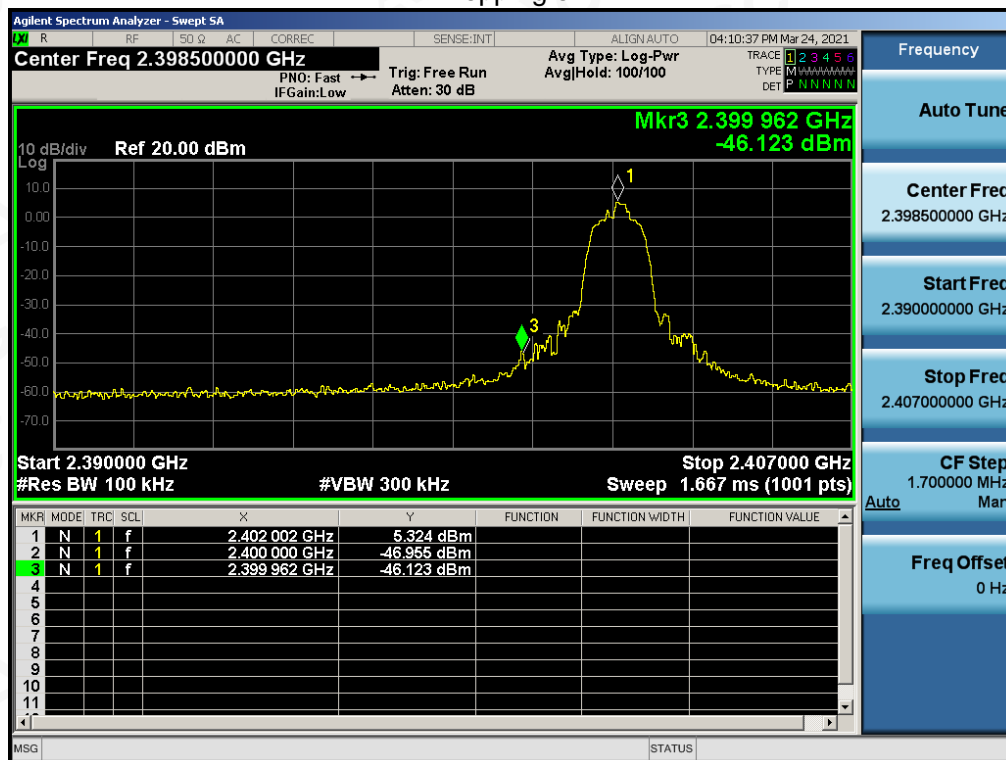 Agilent Spectrum Analyzer - Swept SA
LXI R RF 50 Ω AC CORREC SENSE:INT ALIGN AUTO 04:10:37 PM Mar 24, 2021
Center Freq 2.398500000 GHz
PNO: Fast
IFGain:Low
Trig: Free Run
Atten: 30 dB
Avg Type: Log-Pwr
Avg|Hold: 100/100
TRACE 1 2 3 4 5 6
TYPE M
DET P N N N N N
Mkr3 2.399 962 GHz
-46.123 dBm
10 dB/div Ref 20.00 dBm
Log
10.0
0.00
-10.0
-20.0
-30.0
-40.0
-50.0
-60.0
-70.0
1
3
Start 2.390000 GHz Stop 2.407000 GHz
#Res BW 100 kHz #VBW 300 kHz Sweep 1.667 ms (1001 pts)
MKR MODE TRC SCL X Y FUNCTION FUNCTION WIDTH FUNCTION VALUE
1 N 1 f 2.402 002 GHz 5.324 dBm
2 N 1 f 2.400 000 GHz -46.955 dBm
3 N 1 f 2.399 962 GHz -46.123 dBm
4
5
6
7
8
9
10
11
MSG STATUS
Frequency
Auto Tune
Center Freq
2.398500000 GHz
Start Freq
2.390000000 GHz
Stop Freq
2.407000000 GHz
CF Step
1.700000 MHz
Auto Man
Freq Offset
0 Hz